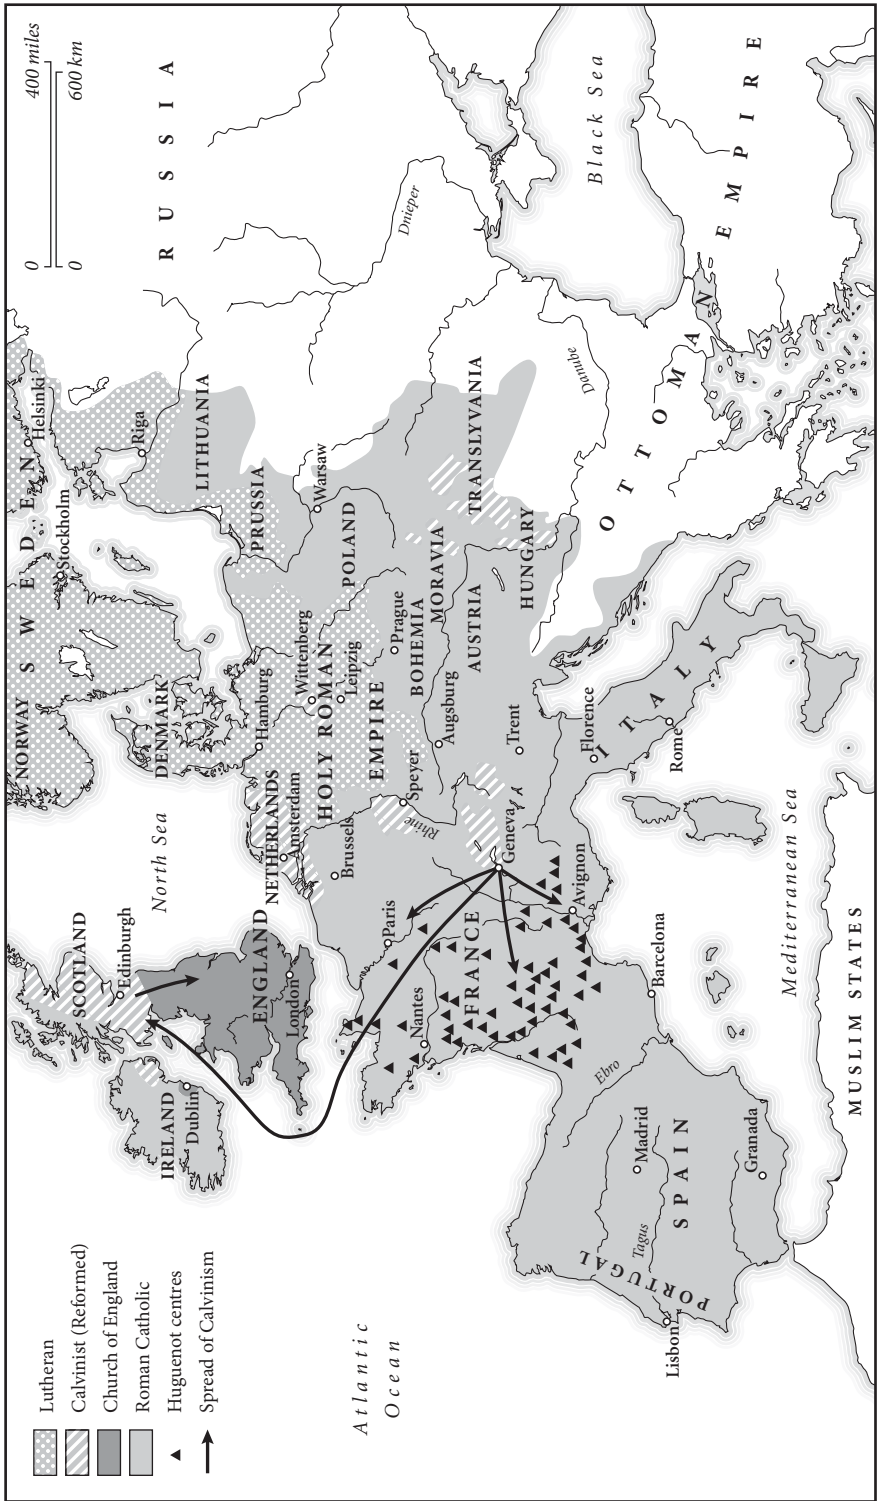 Lutheran
Calvinist (Reformed)
Church of England
Roman Catholic
Huguenot centres
Spread of Calvinism
0 400 miles
0 600 km
NORWAY
SWEDEN
Helsinki
Stockholm
RUSSIA
SCOTLAND
Edinburgh
North Sea
DENMARK
Riga
LITHUANIA
IRELAND
Dublin
ENGLAND
London
NETHERLANDS
Amsterdam
Hamburg
PRUSSIA
Wittenberg
HOLY ROMAN
EMPIRE
Leipzig
Warsaw
POLAND
Brussels
Speyer
Rhine
Prague
BOHEMIA
MORAVIA
Dnieper
Atlantic
Ocean
Paris
Nantes
FRANCE
Augsburg
AUSTRIA
TRANSLYVANIA
Geneva
Trent
HUNGARY
Danube
Black Sea
Avignon
Florence
ITALY
Rome
OTTOMAN EMPIRE
PORTUGAL
Lisbon
Tagus
Madrid
SPAIN
Ebro
Barcelona
Granada
Mediterranean Sea
MUSLIM STATES